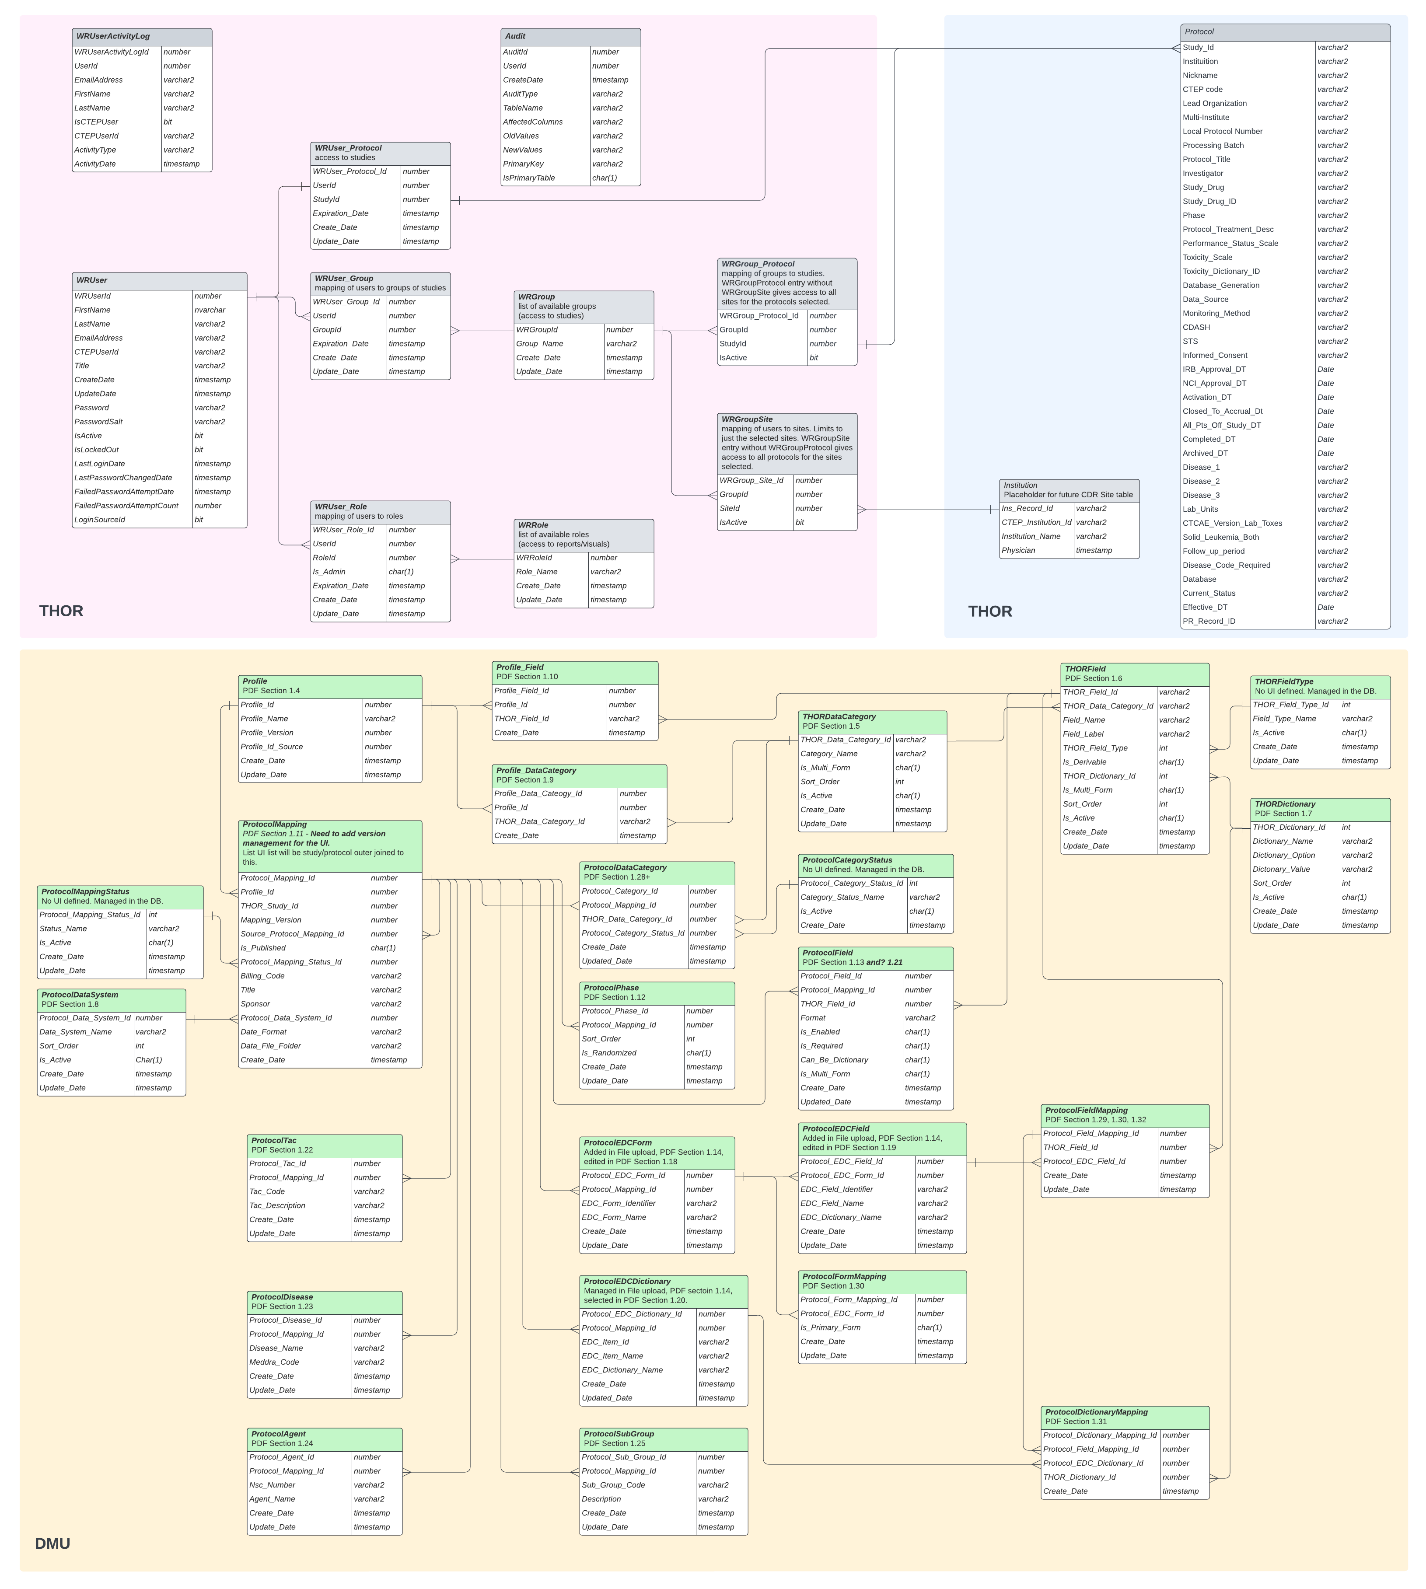 WRUserActivityLog
WRUserActivityLogId number
UserId number
EmailAddress varchar2
FirstName varchar2
LastName varchar2
IsCTEPUser bit
CTEPUserId varchar2
ActivityType varchar2
ActivityDate timestamp
Audit
AuditId number
UserId number
CreateDate timestamp
AuditType varchar2
TableName varchar2
AffectedColumns varchar2
OldValues varchar2
NewValues varchar2
PrimaryKey varchar2
IsPrimaryTable char(1)
WRUser_Protocol
access to studies
WRUser_Protocol_Id number
UserId number
StudyId number
Expiration_Date timestamp
Create_Date timestamp
Update_Date timestamp
WRUser
WRUserId number
FirstName nvarchar
LastName varchar2
EmailAddress varchar2
CTEPUserId varchar2
Title varchar2
CreateDate timestamp
UpdateDate timestamp
Password varchar2
PasswordSalt varchar2
IsActive bit
IsLockedOut bit
LastLoginDate timestamp
LastPasswordChangedDate timestamp
FailedPasswordAttemptDate timestamp
FailedPasswordAttemptCount number
LoginSourceId bit
WRUser_Group
mapping of users to groups of studies
WRUser_Group_Id number
UserId number
GroupId number
Expiration_Date timestamp
Create_Date timestamp
Update_Date timestamp
WRGroup
list of available groups
(access to studies)
WRGroupId number
Group_Name varchar2
Create_Date timestamp
Update_Date timestamp
WRGroup_Protocol
mapping of groups to studies.
WRGroupProtocol entry without
WRGroupSite gives access to all
sites for the protocols selected.
WRGroup_Protocol_Id number
GroupId number
StudyId number
IsActive bit
WRGroupSite
mapping of users to sites. Limits to
just the selected sites. WRGroupSite
entry without WRGroupProtocol gives
access to all protocols for the sites
selected.
WRGroup_Site_Id number
GroupId number
SiteId number
IsActive bit
WRUser_Role
mapping of users to roles
WRUser_Role_Id number
UserId number
RoleId number
Is_Admin char(1)
Expiration_Date timestamp
Create_Date timestamp
Update_Date timestamp
WRRole
list of available roles
(access to reports/visuals)
WRRoleId number
Role_Name varchar2
Create_Date timestamp
Update_Date timestamp
THOR
Institution
Placeholder for future CDR Site table
Ins_Record_Id varchar2
CTEP_Institution_Id varchar2
Institution_Name varchar2
Physician timestamp
Protocol
Study_Id varchar2
Instituition varchar2
Nickname varchar2
CTEP code varchar2
Lead Organization varchar2
Multi-Institute varchar2
Local Protocol Number varchar2
Processing Batch varchar2
Protocol_Title varchar2
Investigator varchar2
Study_Drug varchar2
Study_Drug_ID varchar2
Phase varchar2
Protocol_Treatment_Desc varchar2
Performance_Status_Scale varchar2
Toxicity_Scale varchar2
Toxicity_Dictionary_ID varchar2
Database_Generation varchar2
Data_Source varchar2
Monitoring_Method varchar2
CDASH varchar2
STS varchar2
Informed_Consent varchar2
IRB_Approval_DT Date
NCI_Approval_DT Date
Activation_DT Date
Closed_To_Accrual_Dt Date
All_Pts_Off_Study_DT Date
Completed_DT Date
Archived_DT Date
Disease_1 varchar2
Disease_2 varchar2
Disease_3 varchar2
Lab_Units varchar2
CTCAE_Version_Lab_Toxes varchar2
Solid_Leukemia_Both varchar2
Follow_up_period varchar2
Disease_Code_Required varchar2
Database varchar2
Current_Status varchar2
Effective_DT Date
PR_Record_ID varchar2
THOR
Profile
PDF Section 1.4
Profile_Id number
Profile_Name varchar2
Profile_Version number
Profile_Id_Source number
Create_Date timestamp
Update_Date timestamp
Profile_Field
PDF Section 1.10
Profile_Field_Id number
Profile_Id number
THOR_Field_Id varchar2
Create_Date timestamp
Profile_DataCategory
PDF Section 1.9
Profile_Data_Cateogy_Id number
Profile_Id number
THOR_Data_Category_Id varchar2
Create_Date timestamp
THORDataCategory
PDF Section 1.5
THOR_Data_Category_Id varchar2
Category_Name varchar2
Is_Multi_Form char(1)
Sort_Order int
Is_Active char(1)
Create_Date timestamp
Update_Date timestamp
THORField
PDF Section 1.6
THOR_Field_Id varchar2
THOR_Data_Category_Id varchar2
Field_Name varchar2
Field_Label varchar2
THOR_Field_Type int
Is_Derivable char(1)
THOR_Dictionary_Id int
Is_Multi_Form char(1)
Sort_Order int
Is_Active char(1)
Create_Date timestamp
Update_Date timestamp
THORFieldType
No UI defined. Managed in the DB.
THOR_Field_Type_Id int
Field_Type_Name varchar2
Is_Active char(1)
Create_Date timestamp
Update_Date timestamp
THORDictionary
PDF Section 1.7
THOR_Dictionary_Id int
Dictionary_Name varchar2
Dictionary_Option varchar2
Dictionary_Value varchar2
Sort_Order int
Is_Active char(1)
Create_Date timestamp
Update_Date timestamp
ProtocolMapping
PDF Section 1.11 - Need to add version
management for the UI.
List UI list will be study/protocol outer joined to
this.
Protocol_Mapping_Id number
Profile_Id number
THOR_Study_Id number
Mapping_Version number
Source_Protocol_Mapping_Id number
Is_Published char(1)
Protocol_Mapping_Status_Id number
Billing_Code varchar2
Title varchar2
Sponsor varchar2
Protocol_Data_System_Id number
Date_Format varchar2
Data_File_Folder varchar2
Create_Date timestamp
ProtocolMappingStatus
No UI defined. Managed in the DB.
Protocol_Mapping_Status_Id int
Status_Name varchar2
Is_Active char(1)
Create_Date timestamp
Update_Date timestamp
ProtocolDataSystem
PDF Section 1.8
Protocol_Data_System_Id number
Data_System_Name varchar2
Sort_Order int
Is_Active Char(1)
Create_Date timestamp
Update_Date timestamp
ProtocolDataCategory
PDF Section 1.28+
Protocol_Category_Id number
Protocol_Mapping_Id number
THOR_Data_Category_Id number
Protocol_Category_Status_Id number
Create_Date timestamp
Updated_Date timestamp
ProtocolCategoryStatus
No UI defined. Managed in the DB.
Protocol_Category_Status_Id int
Category_Status_Name varchar2
Is_Active char(1)
Create_Date timestamp
ProtocolPhase
PDF Section 1.12
Protocol_Phase_Id number
Protocol_Mapping_Id number
Sort_Order int
Is_Randomized char(1)
Create_Date timestamp
Update_Date timestamp
ProtocolField
PDF Section 1.13 and? 1.21
Protocol_Field_Id number
Protocol_Mapping_Id number
THOR_Field_Id number
Format varchar2
Is_Enabled char(1)
Is_Required char(1)
Can_Be_Dictionary char(1)
Is_Multi_Form char(1)
Create_Date timestamp
Updated_Date timestamp
ProtocolTac
PDF Section 1.22
Protocol_Tac_Id number
Protocol_Mapping_Id number
Tac_Code varchar2
Tac_Description varchar2
Create_Date timestamp
Update_Date timestamp
ProtocolEDCForm
Added in File upload, PDF Section 1.14,
edited in PDF Section 1.18
Protocol_EDC_Form_Id number
Protocol_Mapping_Id number
EDC_Form_Identifier varchar2
EDC_Form_Name varchar2
Create_Date timestamp
Update_Date timestamp
ProtocolEDCField
Added in File upload, PDF Section 1.14,
edited in PDF Section 1.19
Protocol_EDC_Field_Id number
Protocol_EDC_Form_Id number
EDC_Field_Identifier varchar2
EDC_Field_Name varchar2
EDC_Dictionary_Name varchar2
Create_Date timestamp
Update_Date timestamp
ProtocolFieldMapping
PDF Section 1.29, 1.30, 1.32
Protocol_Field_Mapping_Id number
THOR_Field_Id number
Protocol_EDC_Field_Id number
Create_Date timestamp
Update_Date timestamp
ProtocolDisease
PDF Section 1.23
Protocol_Disease_Id number
Protocol_Mapping_Id number
Disease_Name varchar2
Meddra_Code varchar2
Create_Date timestamp
Update_Date timestamp
ProtocolEDCDictionary
Managed in File upload, PDF sectoin 1.14,
selected in PDF Section 1.20.
Protocol_EDC_Dictionary_Id number
Protocol_Mapping_Id number
EDC_Item_Id varchar2
EDC_Item_Name varchar2
EDC_Dictionary_Name varchar2
Create_Date timestamp
Updated_Date timestamp
ProtocolFormMapping
PDF Section 1.30
Protocol_Form_Mapping_Id number
Protocol_EDC_Form_Id number
Is_Primary_Form char(1)
Create_Date timestamp
Update_Date timestamp
ProtocolAgent
PDF Section 1.24
Protocol_Agent_Id number
Protocol_Mapping_Id number
Nsc_Number varchar2
Agent_Name varchar2
Create_Date timestamp
Update_Date timestamp
ProtocolSubGroup
PDF Section 1.25
Protocol_Sub_Group_Id number
Protocol_Mapping_Id number
Sub_Group_Code varchar2
Description varchar2
Create_Date timestamp
Update_Date timestamp
ProtocolDictionaryMapping
PDF Section 1.31
Protocol_Dictionary_Mapping_Id number
Protocol_Field_Mapping_Id number
Protocol_EDC_Dictionary_Id number
THOR_Dictionary_Id number
Create_Date timestamp
DMU